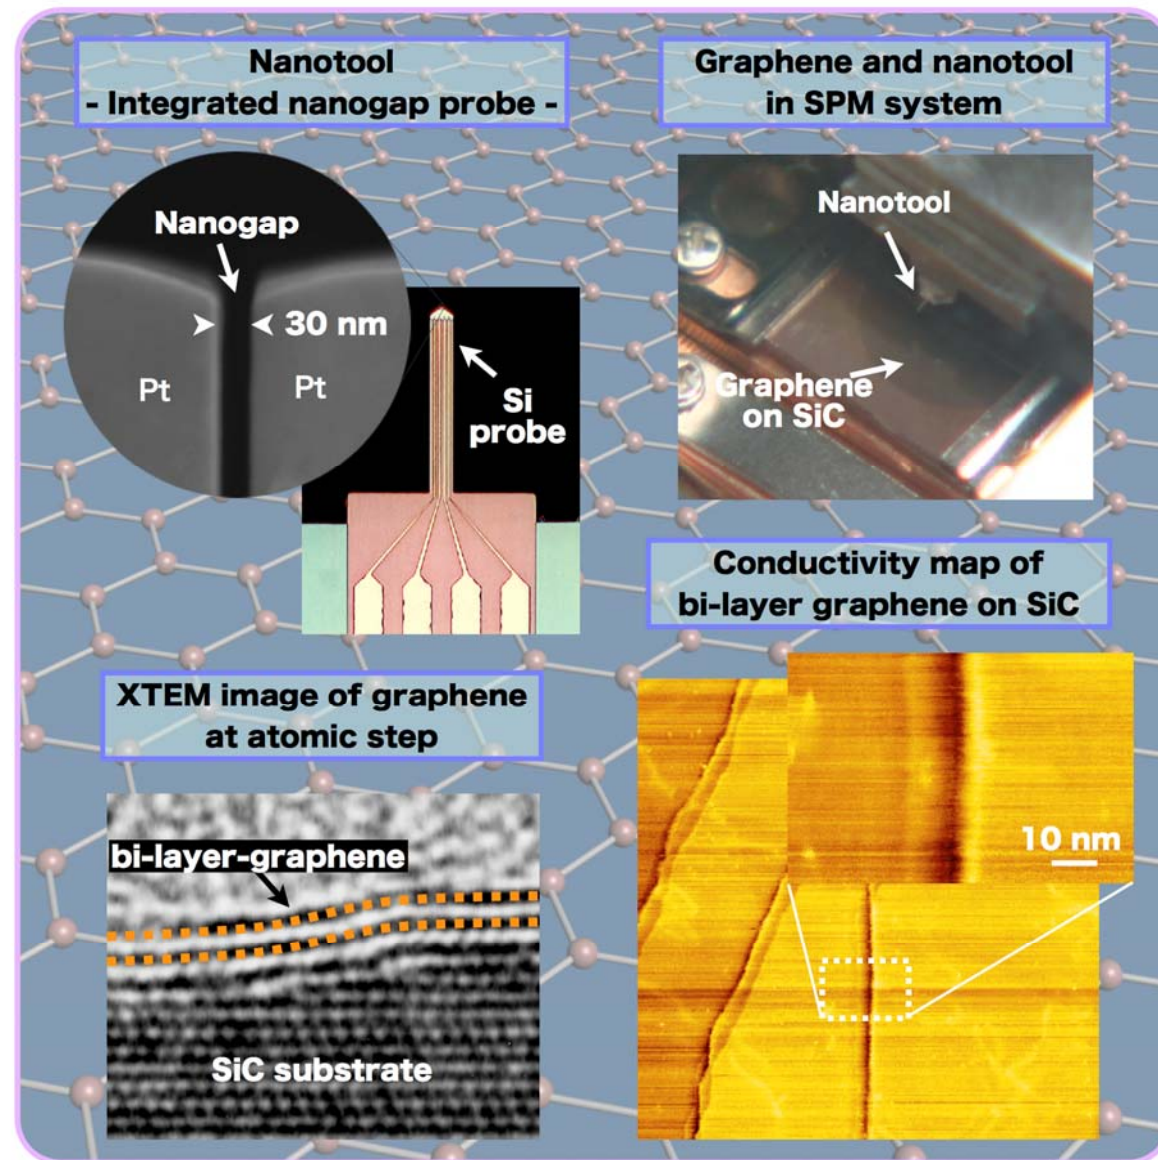 Nanotool
- Integrated nanogap probe -
Nanogap
30 nm
Pt
Pt
Si
probe
Graphene and nanotool
in SPM system
Nanotool
Graphene
on SiC
XTEM image of graphene
at atomic step
bi-layer-graphene
SiC substrate
Conductivity map of
bi-layer graphene on SiC
10 nm